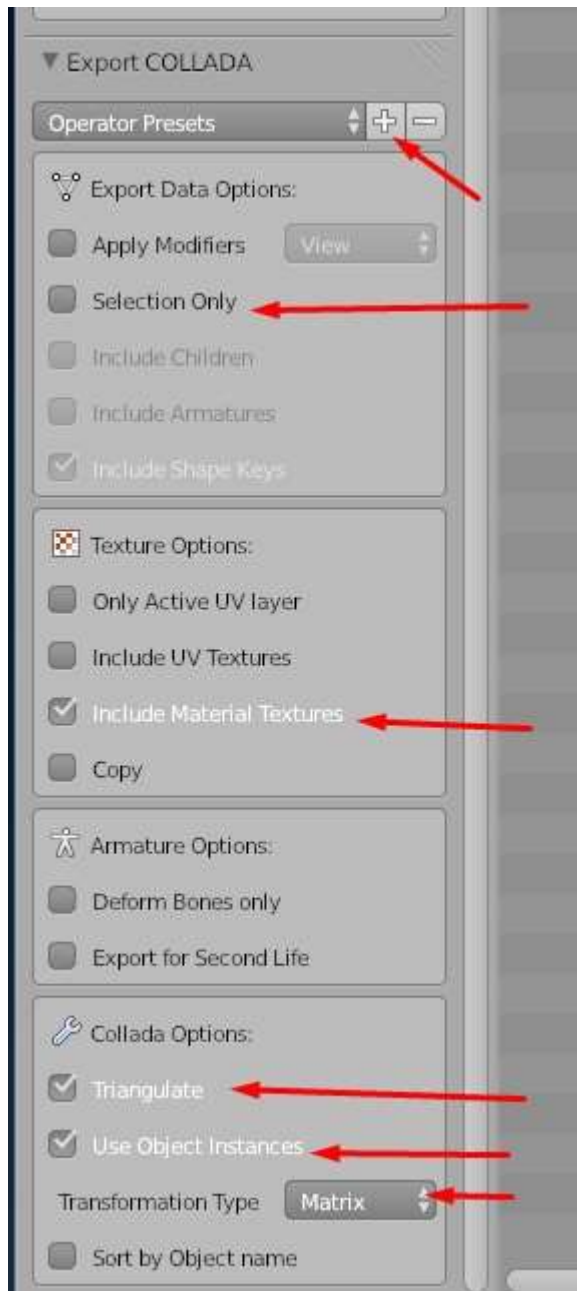 Export COLLADA
Operator Presets
Export Data Options:
Apply Modifiers View
Selection Only
Include Children
Include Armatures
Include Shape Keys
Texture Options:
Only Active UV layer
Include UV Textures
Include Material Textures
Copy
Armature Options:
Deform Bones only
Export for Second Life
Collada Options:
Triangulate
Use Object Instances
Transformation Type Matrix
Sort by Object name